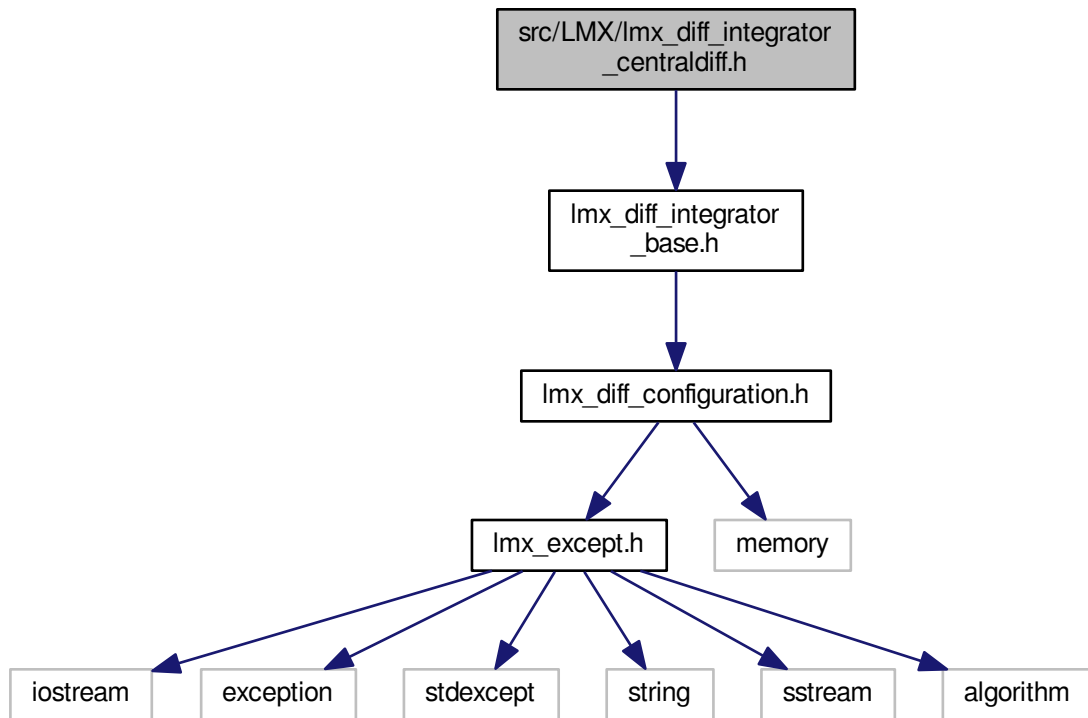 src/LMX/lmx_diff_integrator
_centraldiff.h
lmx_diff_integrator
_base.h
lmx_diff_configuration.h
lmx_except.h
memory
iostream
exception
stdexcept
string
sstream
algorithm